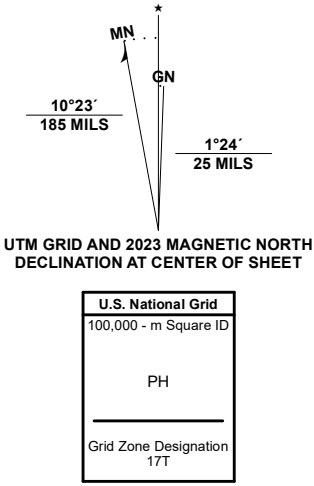 ★
MN
GN
10°23´
185 MILS
1°24´
25 MILS
UTM GRID AND 2023 MAGNETIC NORTH
DECLINATION AT CENTER OF SHEET
U.S. National Grid
100,000 - m Square ID
PH
Grid Zone Designation
17T